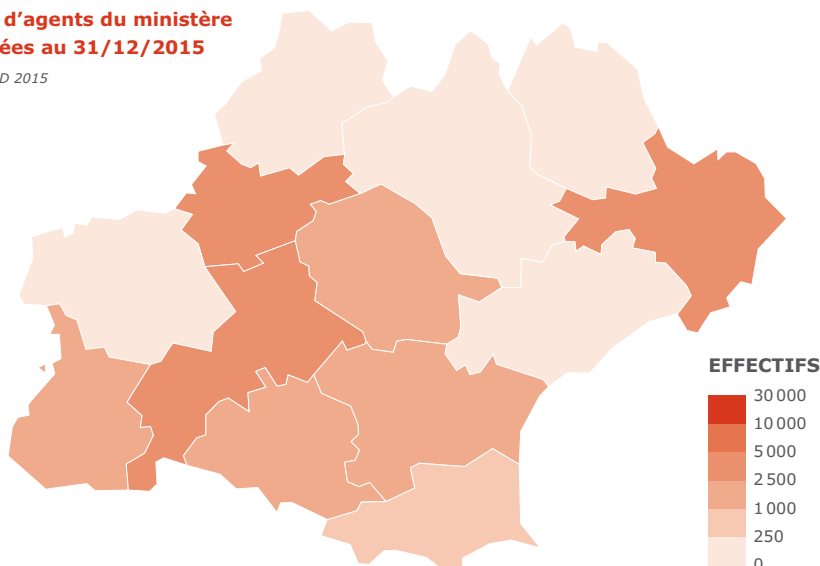 d’agents du ministère
ées au 31/12/2015
D 2015
EFFECTIFS
30 000
10 000
5 000
2 500
1 000
250
0